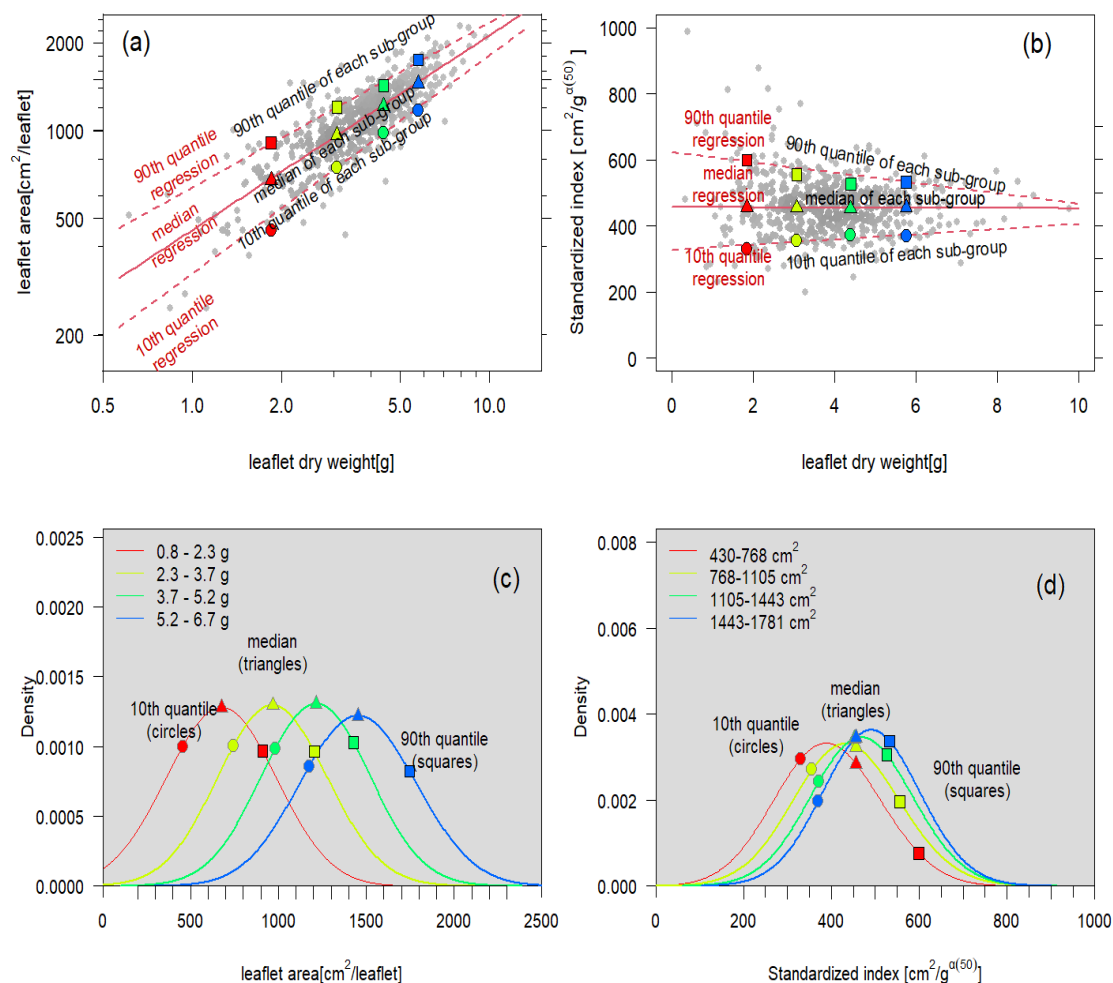 (a)
2000
1000
500
200
0.5
1.0
2.0
5.0
10.0
leaflet area[cm²/leaflet]
leaflet dry weight[g]
90th quantile of each sub-group
median of each sub-group
10th quantile of each sub-group
90th quantile
regression
median
regression
10th quantile
regression
(b)
1000
800
600
400
200
0
0
2
4
6
8
10
Standardized index [cm²/g^α(50)]
leaflet dry weight[g]
90th quantile
regression
median
regression
10th quantile
regression
90th quantile of each sub-group
median of each sub-group
10th quantile of each sub-group
(c)
0.8 - 2.3 g
2.3 - 3.7 g
3.7 - 5.2 g
5.2 - 6.7 g
median
(triangles)
10th quantile
(circles)
90th quantile
(squares)
0.0025
0.0020
0.0015
0.0010
0.0005
0.0000
Density
0
500
1000
1500
2000
2500
leaflet area[cm²/leaflet]
(d)
430-768 cm²
768-1105 cm²
1105-1443 cm²
1443-1781 cm²
median
(triangles)
10th quantile
(circles)
90th quantile
(squares)
0.008
0.006
0.004
0.002
0.000
Density
0
200
400
600
800
1000
Standardized index [cm²/g^α(50)]